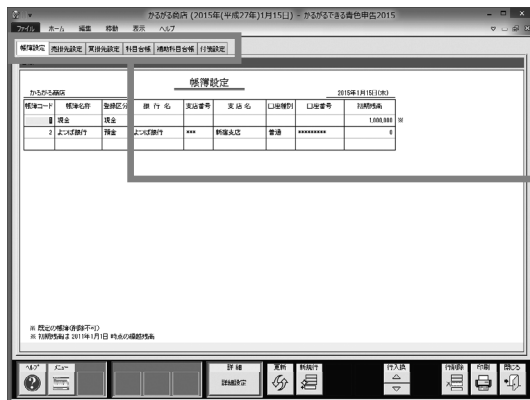 かるがる商店 (2015年(平成27年)1月15日) - かるがるできる青色申告2015
ファイル ホーム 編集 移動 表示 ヘルプ
帳簿設定 売掛先設定 買掛先設定 科目台帳 補助科目台帳 付箋設定
帳簿設定
かるがる商店 2015年1月15日(木)
帳簿コード 帳簿名称 登録区分 銀行名 支店番号 支店名 口座種別 口座番号 初期残高
1 現金 現金 1,000,000 ※
2 よつば銀行 預金 よつば銀行 *** 新宿支店 普通 ********* 0
※ 既定の帳簿(削除不可)
※ 初期残高は 2011年1月1日 時点の繰越残高
ヘルプ メニュー 詳細 更新 新規行 行入換 行削除 印刷 閉じる
詳細設定